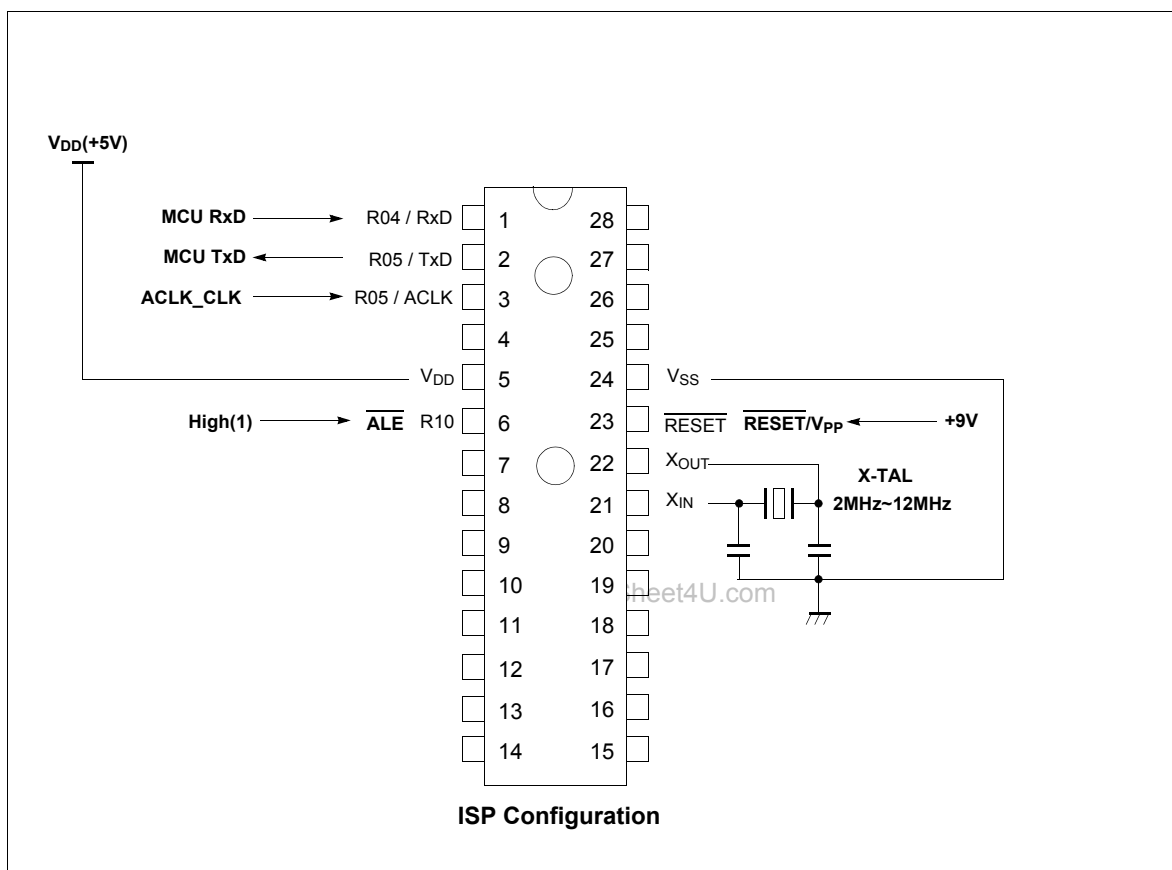 VDD(+5V)
MCU RxD R04 / RxD 1 28
MCU TxD R05 / TxD 2 27
ACLK_CLK R05 / ACLK 3 26
4 25
VDD 5 24 VSS
High(1) ALE R10 6 23 RESET RESET/VPP +9V
7 22 XOUT
X-TAL
8 21 XIN 2MHz~12MHz
9 20
10 19
heet4U.com
11 18
12 17
13 16
14 15
ISP Configuration